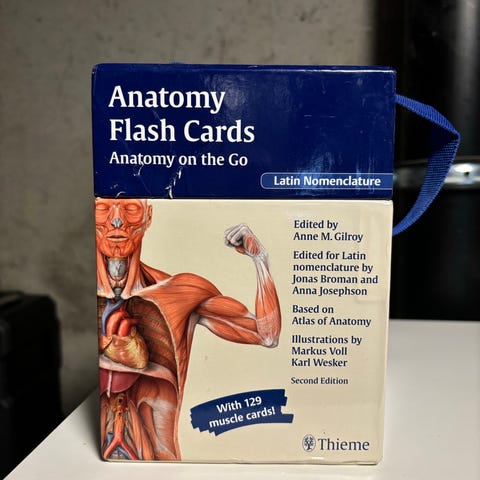 Anatomy
Flash Cards
Anatomy on the Go
Latin Nomenclature
Edited by
Anne M. Gilroy
Edited for Latin
nomenclature by
Jonas Broman and
Anna Josephson
Based on
Atlas of Anatomy
Illustrations by
Markus Voll
Karl Wesker
Second Edition
With 129
muscle cards!
Thieme